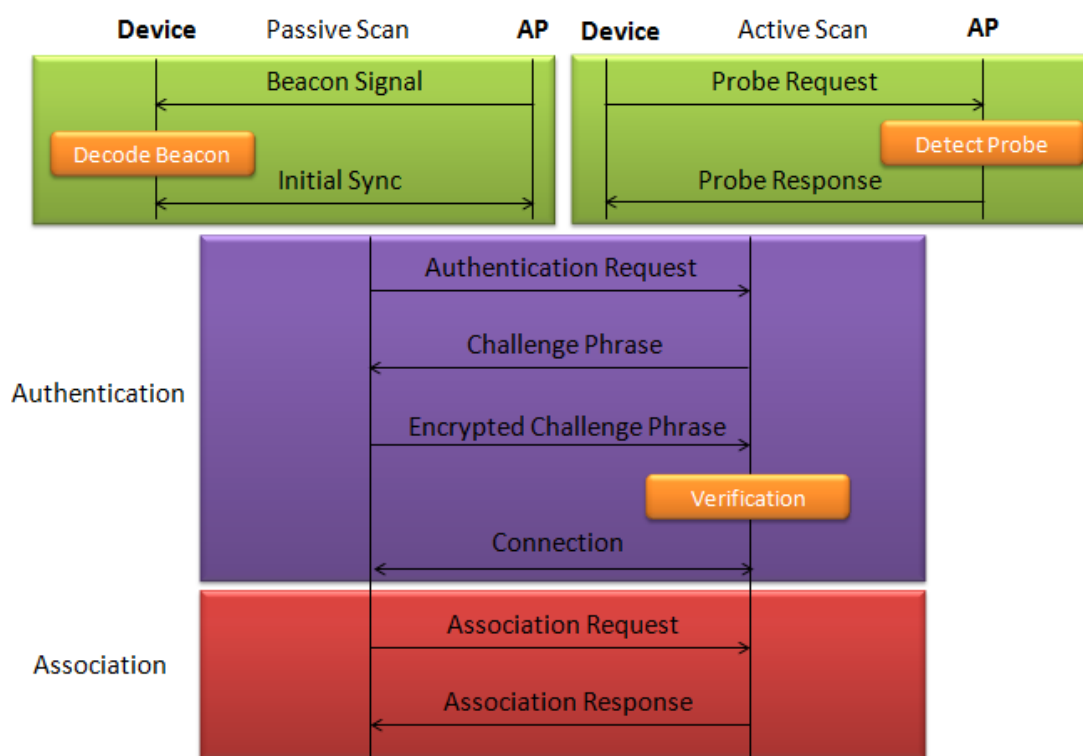 Device Passive Scan AP Device Active Scan AP
Beacon Signal Probe Request
Decode Beacon Detect Probe
Initial Sync Probe Response
Authentication Request
Challenge Phrase
Authentication
Encrypted Challenge Phrase
Verification
Connection
Association Request
Association
Association Response